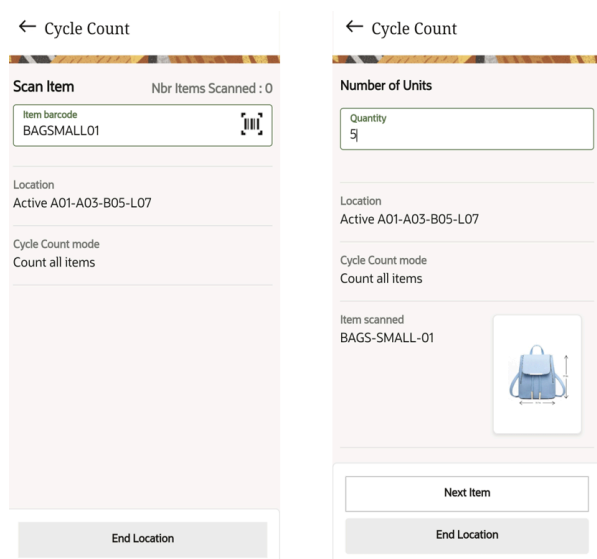 Cycle Count
Scan Item
Nbr Items Scanned : 0
Item barcode
BAGSMALL01
Location
Active A01-A03-B05-L07
Cycle Count mode
Count all items
End Location
Cycle Count
Number of Units
Quantity
5
Location
Active A01-A03-B05-L07
Cycle Count mode
Count all items
Item scanned
BAGS-SMALL-01
Next Item
End Location